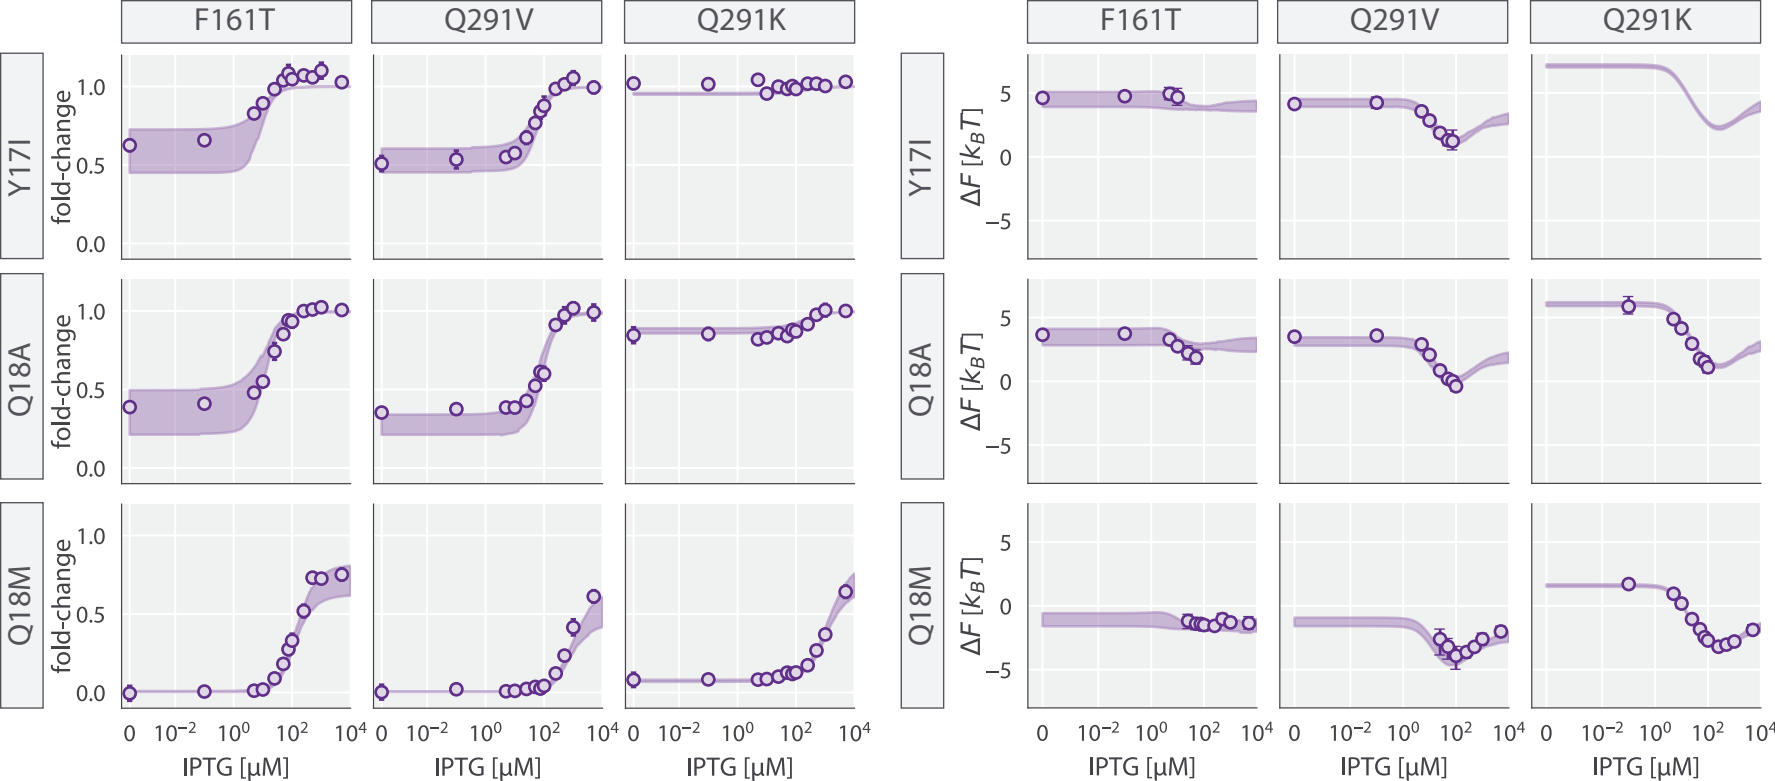 F161T Q291V Q291K F161T Q291V Q291K
Y17I
fold-change
1.0
0.5
0.0
Y17I
ΔF [k_BT]
5
0
−5
Q18A
fold-change
1.0
0.5
0.0
Q18A
ΔF [k_BT]
5
0
−5
Q18M
fold-change
1.0
0.5
0.0
Q18M
ΔF [k_BT]
5
0
−5
0 10⁻² 10⁰ 10² 10⁴ 0 10⁻² 10⁰ 10² 10⁴ 0 10⁻² 10⁰ 10² 10⁴ 0 10⁻² 10⁰ 10² 10⁴ 0 10⁻² 10⁰ 10² 10⁴ 0 10⁻² 10⁰ 10² 10⁴
IPTG [µM] IPTG [µM] IPTG [µM] IPTG [µM] IPTG [µM] IPTG [µM]